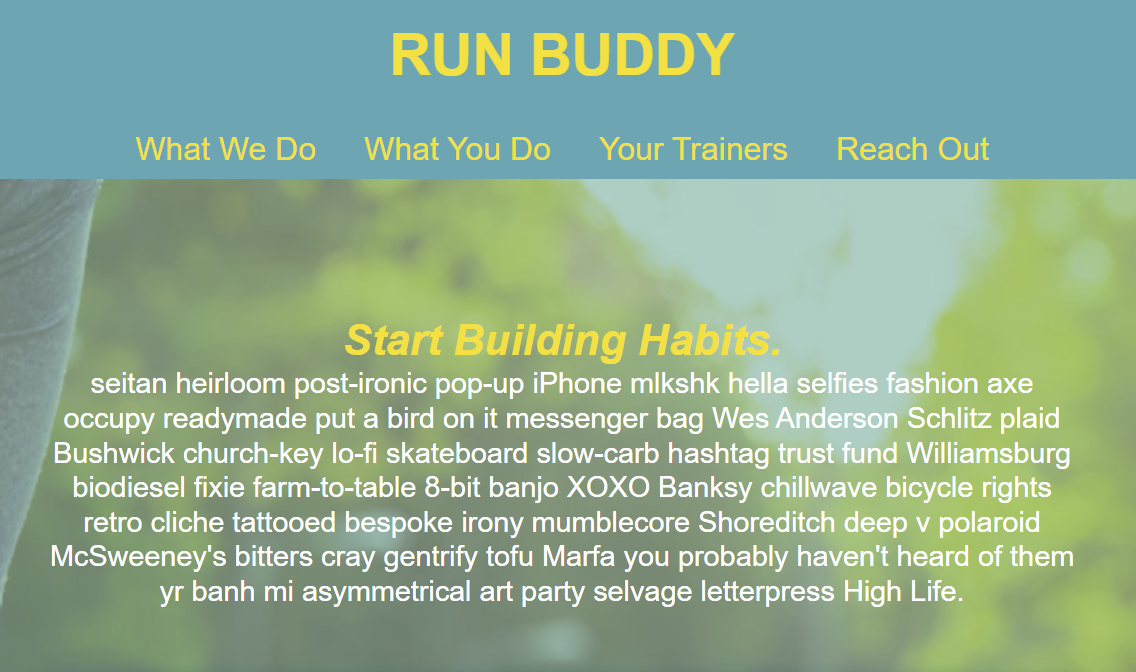 RUN BUDDY
What We Do What You Do Your Trainers Reach Out
Start Building Habits.
seitan heirloom post-ironic pop-up iPhone mlkshk hella selfies fashion axe
occupy readymade put a bird on it messenger bag Wes Anderson Schlitz plaid
Bushwick church-key lo-fi skateboard slow-carb hashtag trust fund Williamsburg
biodiesel fixie farm-to-table 8-bit banjo XOXO Banksy chillwave bicycle rights
retro cliche tattooed bespoke irony mumblecore Shoreditch deep v polaroid
McSweeney's bitters cray gentrify tofu Marfa you probably haven't heard of them
yr banh mi asymmetrical art party selvage letterpress High Life.